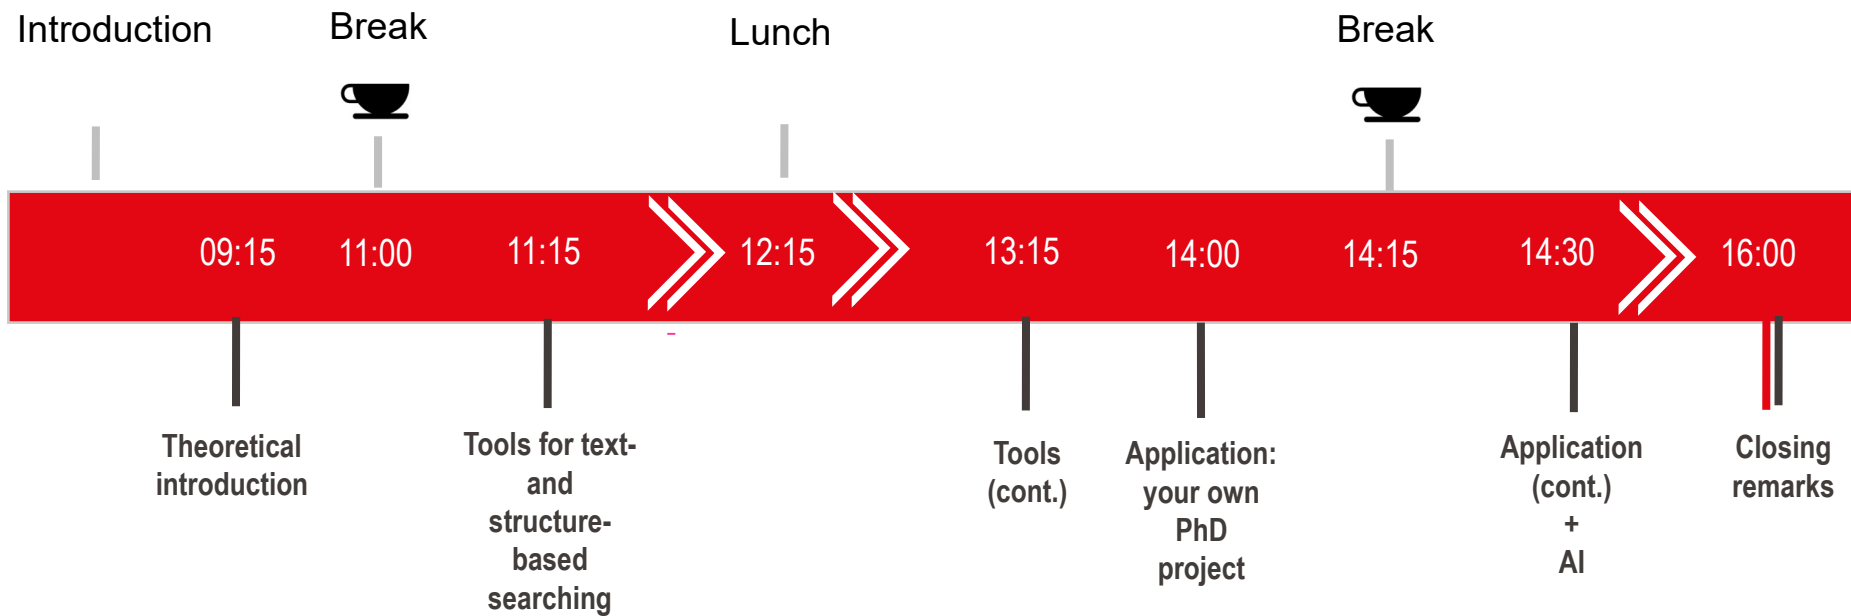 Introduction
Break
Lunch
Break
09:15
11:00
11:15
12:15
13:15
14:00
14:15
14:30
16:00
Theoretical
introduction
Tools for text-
and
structure-
based
searching
Tools
(cont.)
Application:
your own
PhD
project
Application
(cont.)
+
AI
Closing
remarks